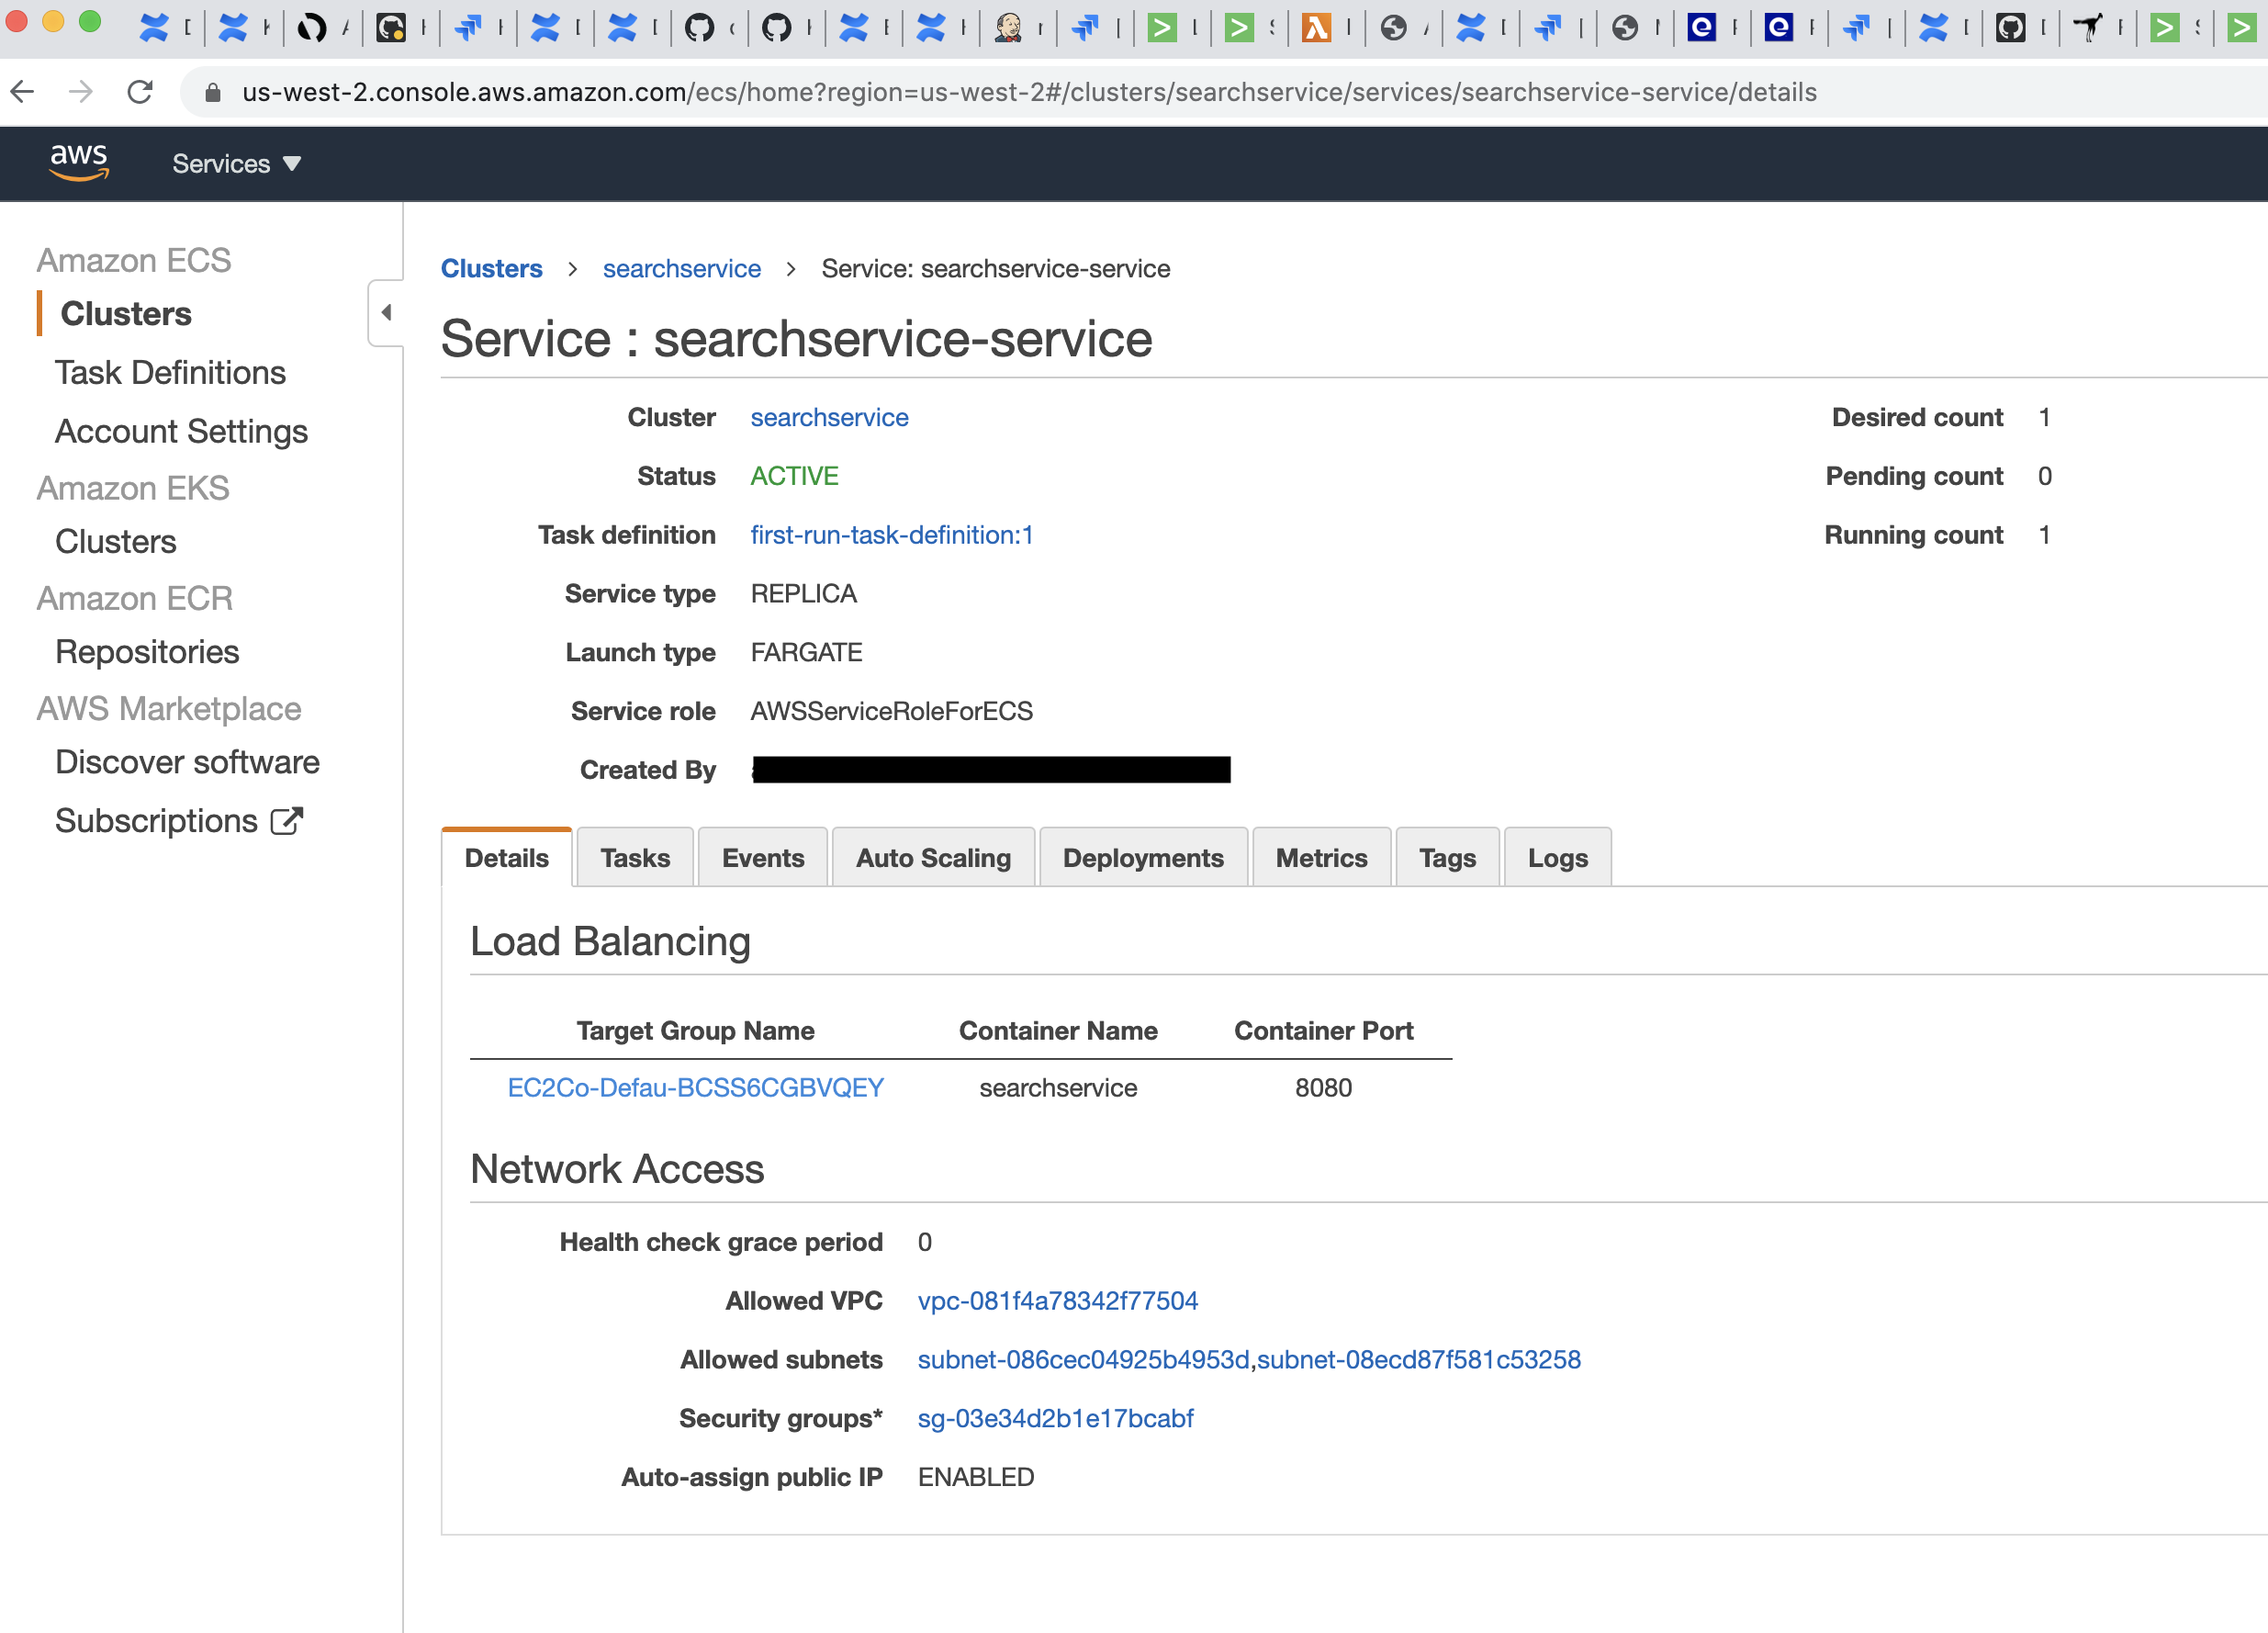 us-west-2.console.aws.amazon.com/ecs/home?region=us-west-2#/clusters/searchservice/services/searchservice-service/details
aws Services
Amazon ECS
Clusters
Task Definitions
Account Settings
Amazon EKS
Clusters
Amazon ECR
Repositories
AWS Marketplace
Discover software
Subscriptions
Clusters > searchservice > Service: searchservice-service
Service : searchservice-service
Cluster searchservice
Status ACTIVE
Task definition first-run-task-definition:1
Service type REPLICA
Launch type FARGATE
Service role AWSServiceRoleForECS
Created By
Desired count 1
Pending count 0
Running count 1
Details Tasks Events Auto Scaling Deployments Metrics Tags Logs
Load Balancing
Target Group Name Container Name Container Port
EC2Co-Defau-BCSS6CGBVQEY searchservice 8080
Network Access
Health check grace period 0
Allowed VPC vpc-081f4a78342f77504
Allowed subnets subnet-086cec04925b4953d,subnet-08ecd87f581c53258
Security groups* sg-03e34d2b1e17bcabf
Auto-assign public IP ENABLED